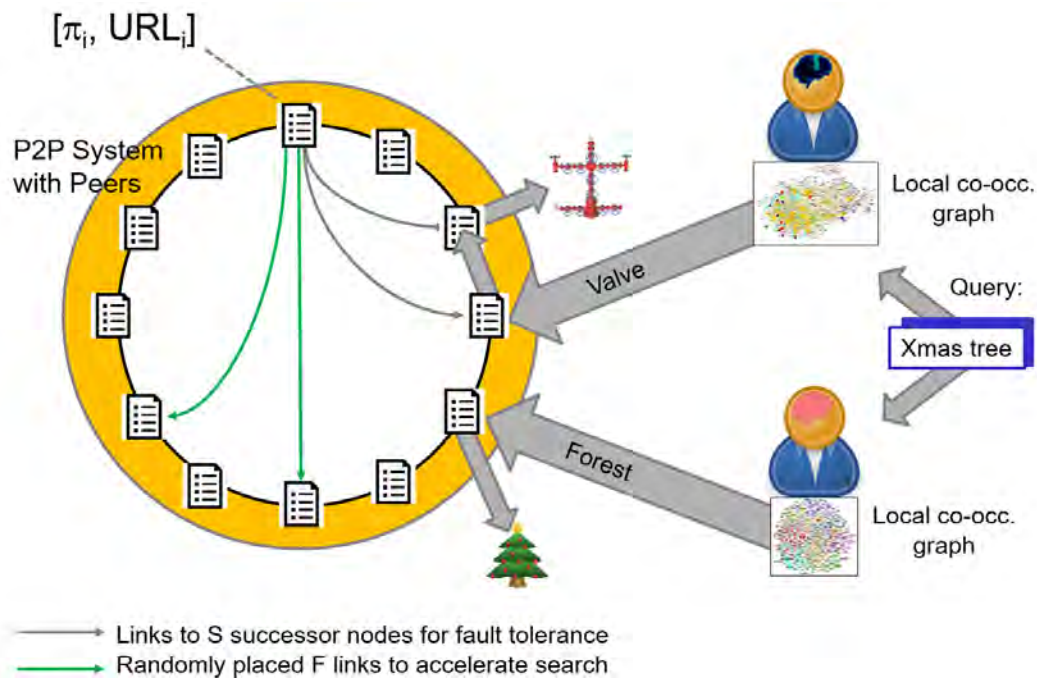 [πi, URLi]
P2P System
with Peers
Local co-occ.
graph
Valve
Query:
Xmas tree
Forest
Local co-occ.
graph
Links to S successor nodes for fault tolerance
Randomly placed F links to accelerate search